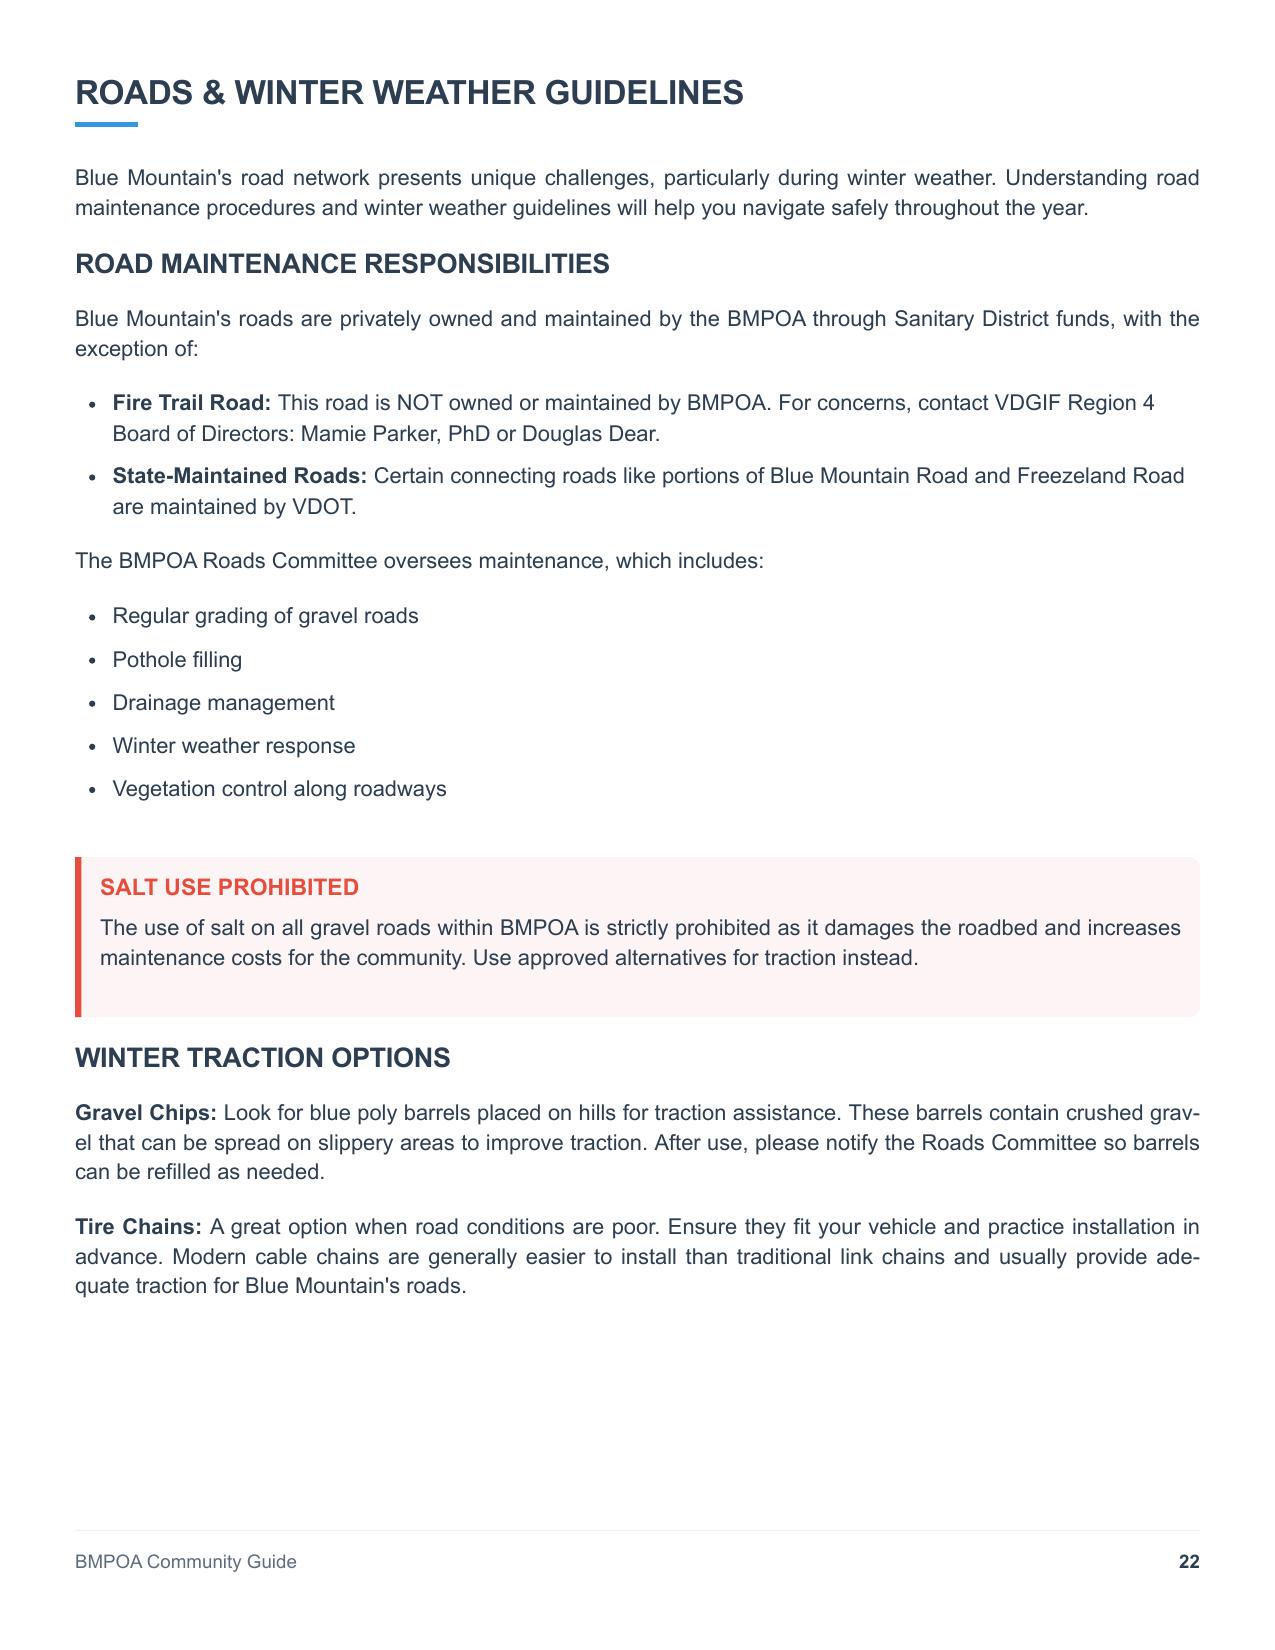 ROADS & WINTER WEATHER GUIDELINES
Blue Mountain's road network presents unique challenges, particularly during winter weather. Understanding road
maintenance procedures and winter weather guidelines will help you navigate safely throughout the year.
ROAD MAINTENANCE RESPONSIBILITIES
Blue Mountain's roads are privately owned and maintained by the BMPOA through Sanitary District funds, with the
exception of:
• Fire Trail Road: This road is NOT owned or maintained by BMPOA. For concerns, contact VDGIF Region 4
Board of Directors: Mamie Parker, PhD or Douglas Dear.
• State-Maintained Roads: Certain connecting roads like portions of Blue Mountain Road and Freezeland Road
are maintained by VDOT.
The BMPOA Roads Committee oversees maintenance, which includes:
• Regular grading of gravel roads
• Pothole filling
• Drainage management
• Winter weather response
• Vegetation control along roadways
SALT USE PROHIBITED
The use of salt on all gravel roads within BMPOA is strictly prohibited as it damages the roadbed and increases
maintenance costs for the community. Use approved alternatives for traction instead.
WINTER TRACTION OPTIONS
Gravel Chips: Look for blue poly barrels placed on hills for traction assistance. These barrels contain crushed grav-
el that can be spread on slippery areas to improve traction. After use, please notify the Roads Committee so barrels
can be refilled as needed.
Tire Chains: A great option when road conditions are poor. Ensure they fit your vehicle and practice installation in
advance. Modern cable chains are generally easier to install than traditional link chains and usually provide ade-
quate traction for Blue Mountain's roads.
BMPOA Community Guide
22